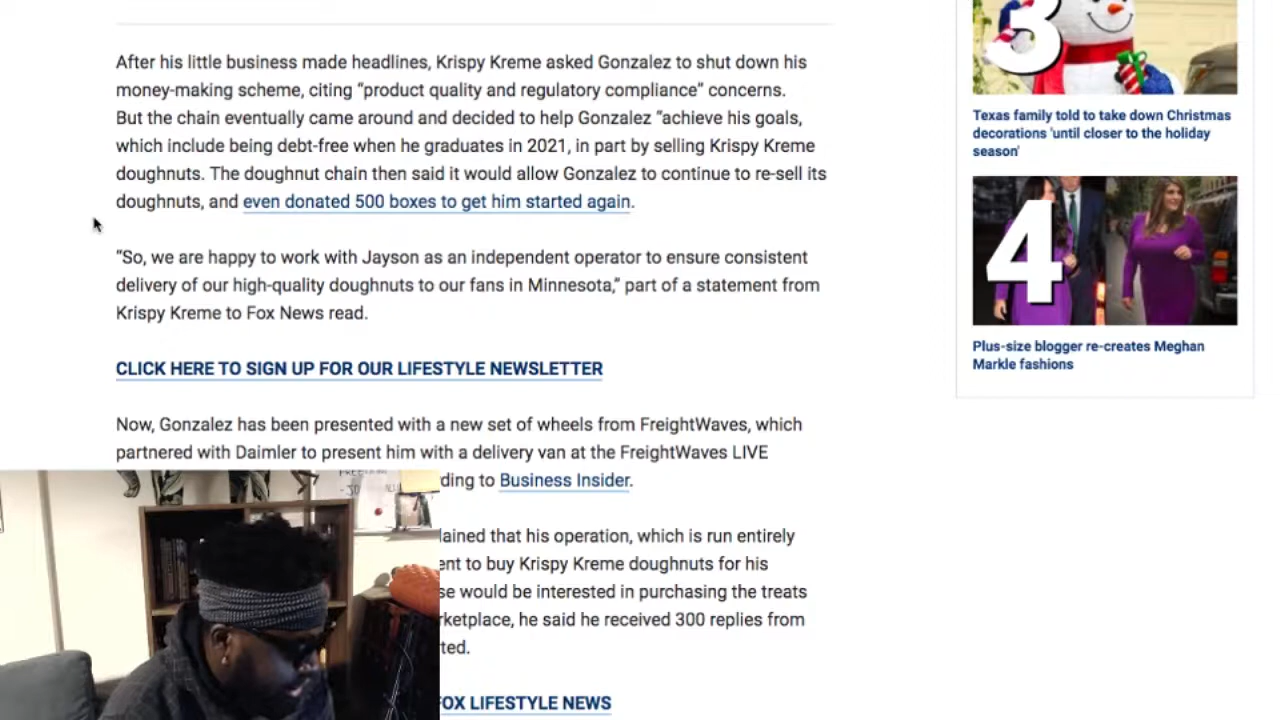 After his little business made headlines, Krispy Kreme asked Gonzalez to shut down his
money-making scheme, citing “product quality and regulatory compliance” concerns.
But the chain eventually came around and decided to help Gonzalez “achieve his goals,
which include being debt-free when he graduates in 2021, in part by selling Krispy Kreme
doughnuts. The doughnut chain then said it would allow Gonzalez to continue to re-sell its
doughnuts, and even donated 500 boxes to get him started again.
“So, we are happy to work with Jayson as an independent operator to ensure consistent
delivery of our high-quality doughnuts to our fans in Minnesota,” part of a statement from
Krispy Kreme to Fox News read.
CLICK HERE TO SIGN UP FOR OUR LIFESTYLE NEWSLETTER
Now, Gonzalez has been presented with a new set of wheels from FreightWaves, which
partnered with Daimler to present him with a delivery van at the FreightWaves LIVE
ding to Business Insider.
lained that his operation, which is run entirely
ent to buy Krispy Kreme doughnuts for his
se would be interested in purchasing the treats
rketplace, he said he received 300 replies from
ted.
FOX LIFESTYLE NEWS
3
Texas family told to take down Christmas
decorations 'until closer to the holiday
season'
4
Plus-size blogger re-creates Meghan
Markle fashions